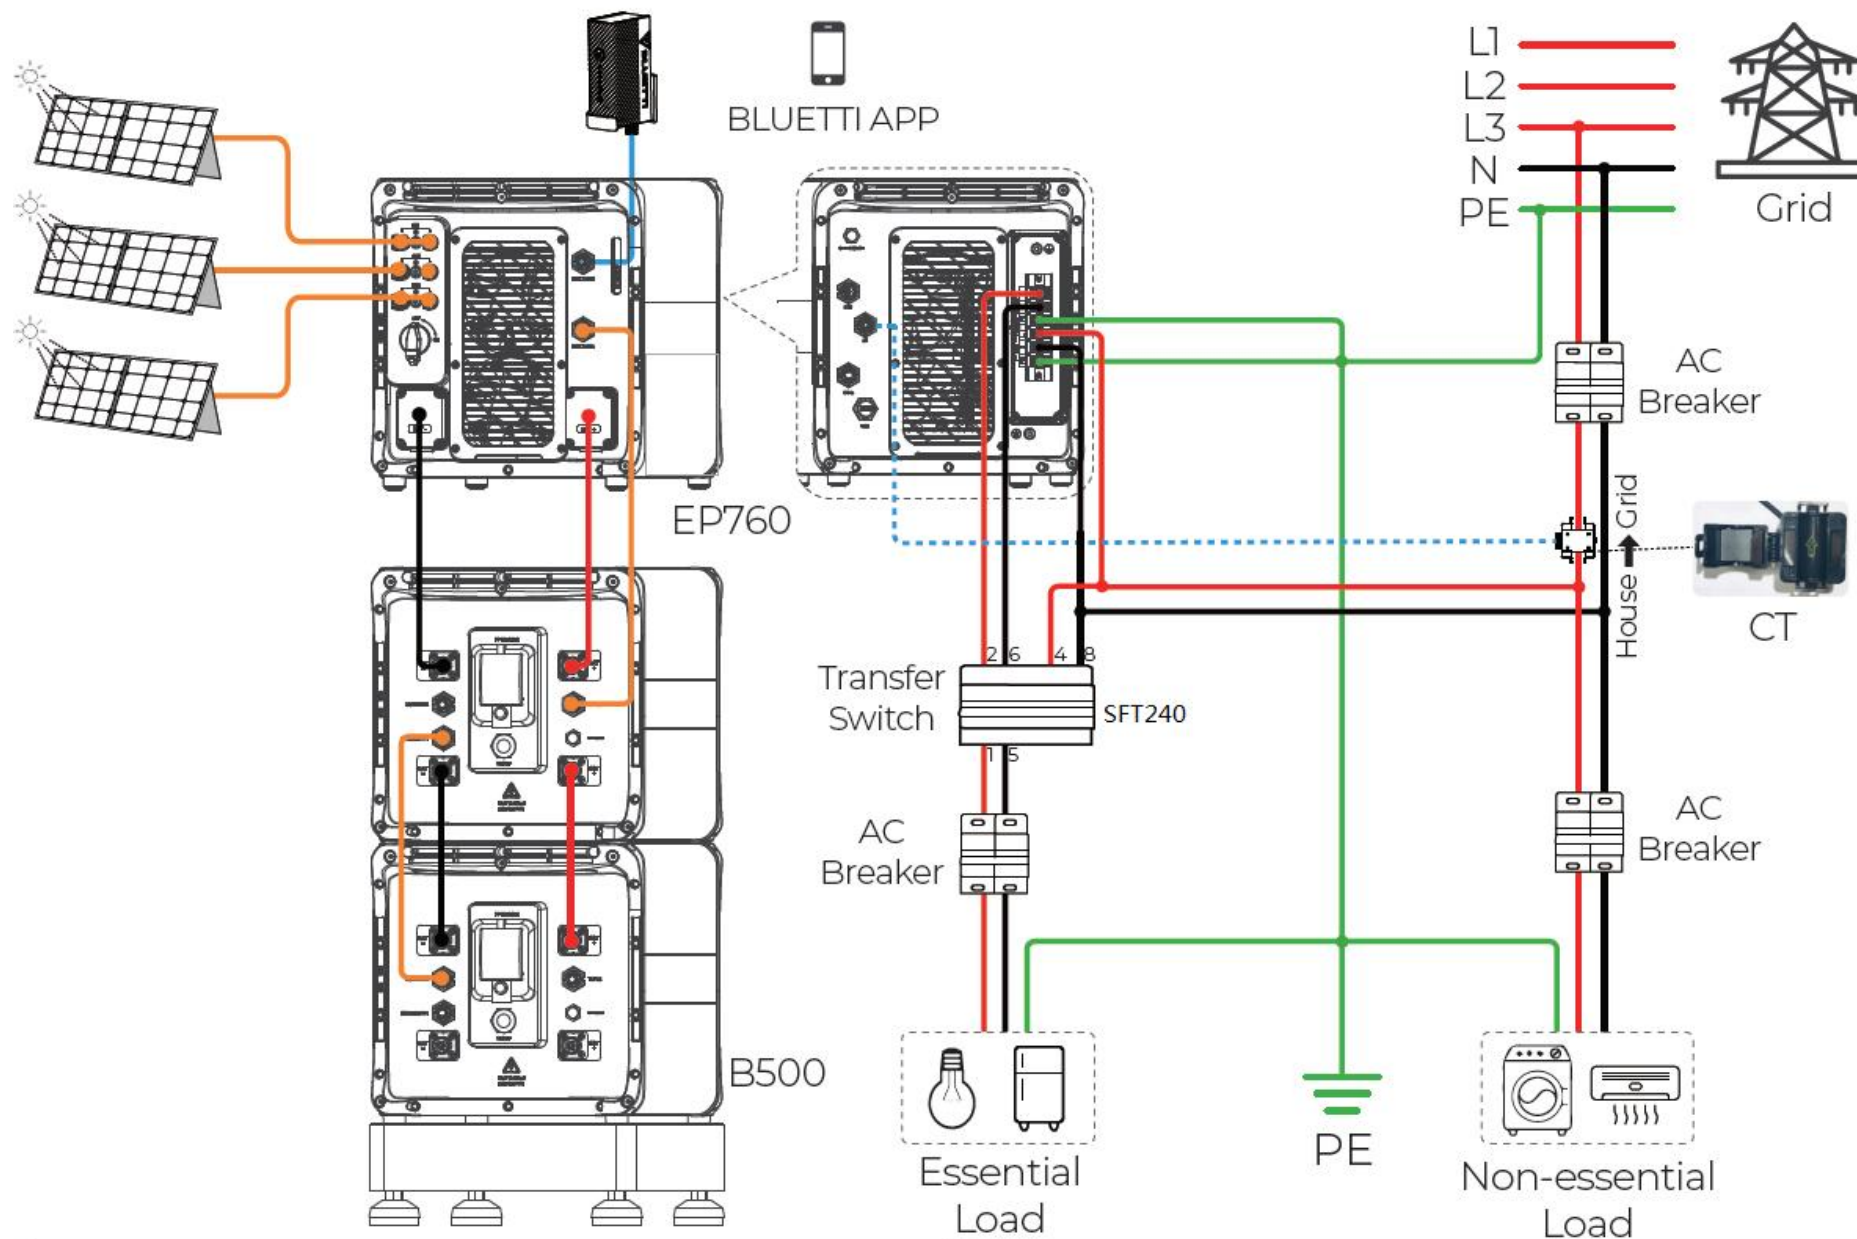 BLUETTI
BLUETTI APP
L1
L2
L3
N
PE
Grid
AC
Breaker
EP760
House
Grid
CT
2 6 4 8
Transfer
Switch
SFT240
1 5
AC
Breaker
AC
Breaker
B500
Essential
Load
PE
Non-essential
Load